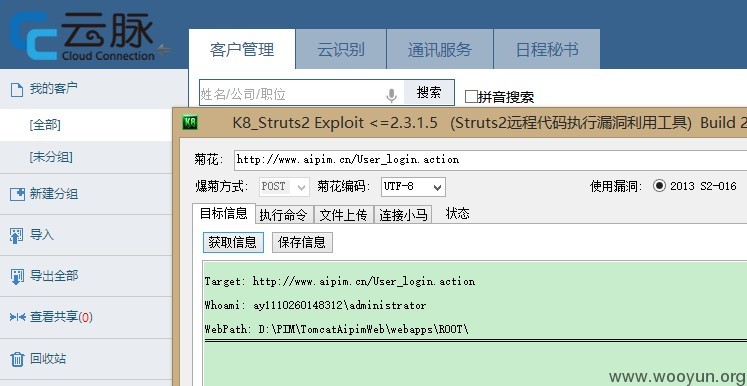 云脉
Cloud Connection
客户管理
云识别
通讯服务
日程秘书
我的客户
姓名/公司/职位
搜索
拼音搜索
[全部]
[未分组]
新建分组
导入
导出全部
查看共享(0)
回收站
K8
K8_Struts2 Exploit <=2.3.1.5 (Struts2远程代码执行漏洞利用工具) Build 2
菊花: http://www.aipim.cn/User_login.action
爆菊方式: POST 菊花编码: UTF-8 使用漏洞: 2013 S2-016
目标信息 执行命令 文件上传 连接小马 状态
获取信息 保存信息
Target: http://www.aipim.cn/User_login.action
Whoami: ay1110260148312\administrator
WebPath: D:\PIM\TomcatAipimWeb\webapps\ROOT\
www.wooyun.org